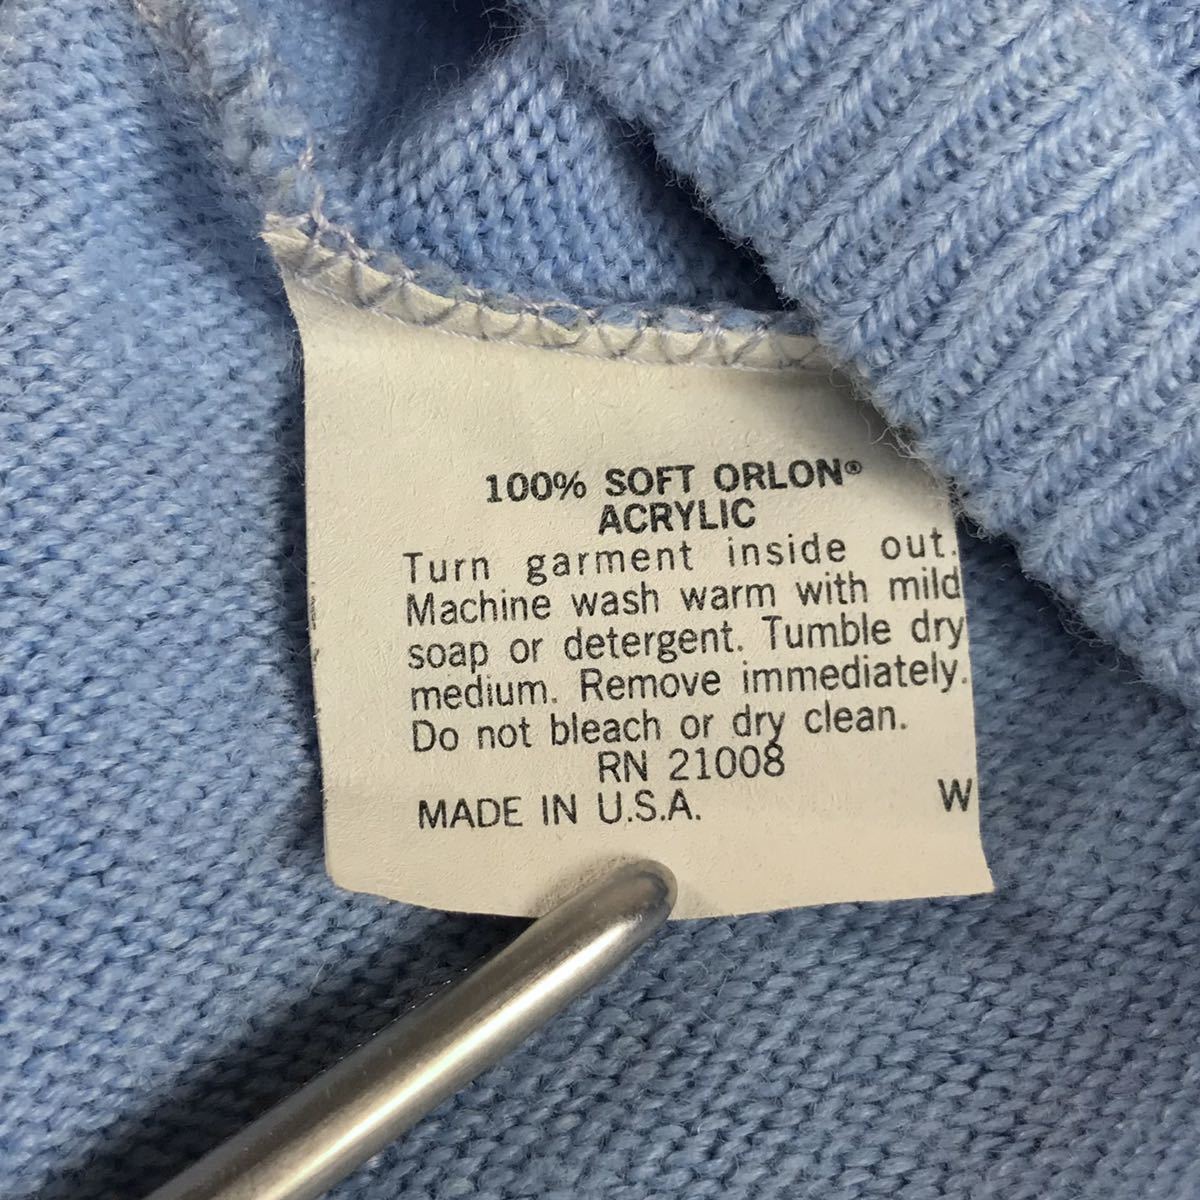 100% SOFT ORLON®
ACRYLIC
Turn garment inside out.
Machine wash warm with mild
soap or detergent. Tumble dry
medium. Remove immediately.
Do not bleach or dry clean.
RN 21008
MADE IN U.S.A. W